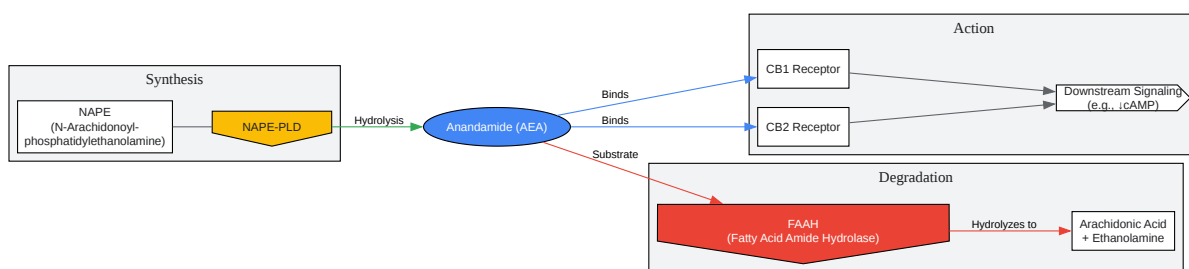 Synthesis
NAPE
(N-Arachidonoyl-
phosphatidylethanolamine)
NAPE-PLD
Hydrolysis
Anandamide (AEA)
Binds
Binds
Substrate
Action
CB1 Receptor
CB2 Receptor
Downstream Signaling
(e.g., ↓cAMP)
Degradation
FAAH
(Fatty Acid Amide Hydrolase)
Hydrolyzes to
Arachidonic Acid
+ Ethanolamine